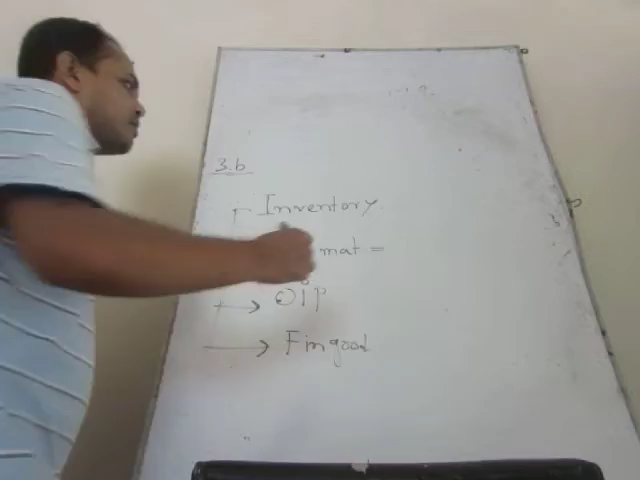 3.b
Inventory
mat =
Fin good